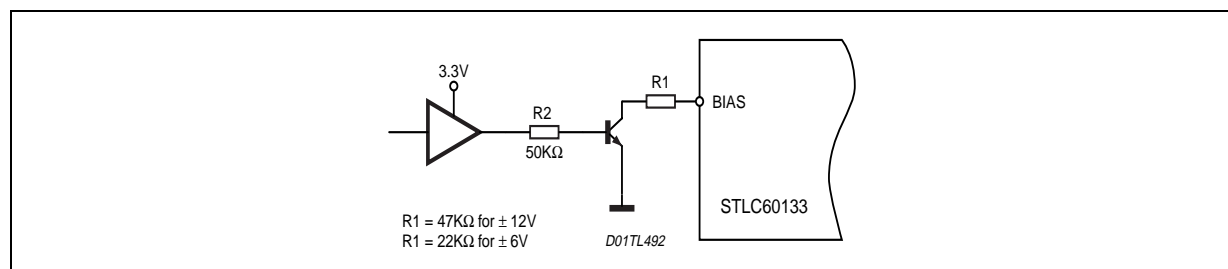 3.3V
R1
R2
BIAS
50KΩ
STLC60133
R1 = 47KΩ for ± 12V
R1 = 22KΩ for ± 6V
D01TL492